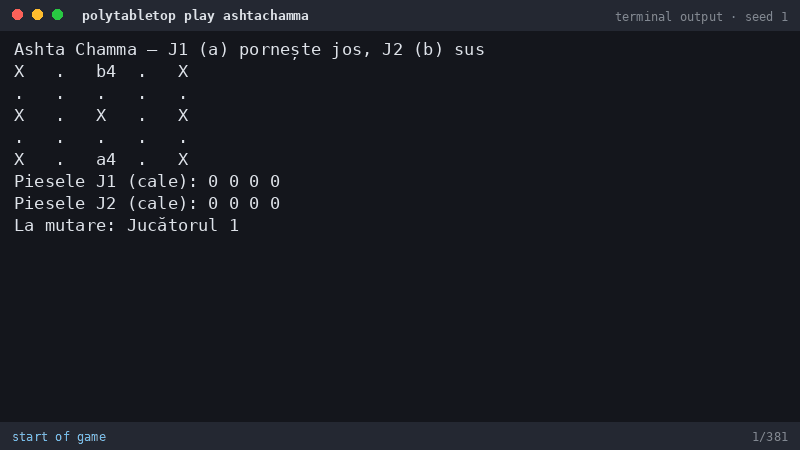 polytabletop play ashtachamma
terminal output · seed 1
Ashta Chamma — J1 (a) pornește jos, J2 (b) sus
X . b4 . X
. . . . .
X . X . X
. . . . .
X . a4 . X
Piesele J1 (cale): 0 0 0 0
Piesele J2 (cale): 0 0 0 0
La mutare: Jucătorul 1
start of game
1/381